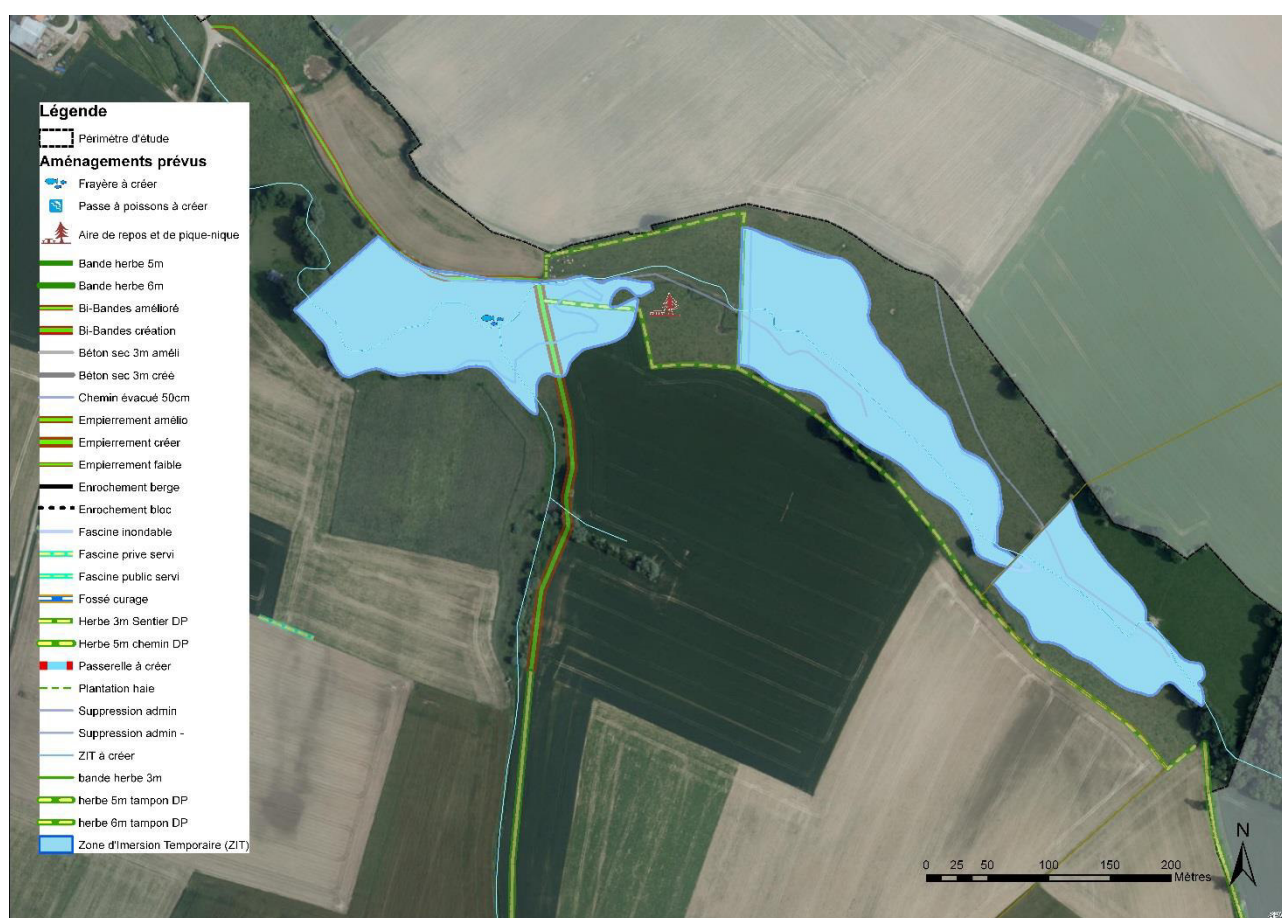 Légende
Périmètre d'étude
Aménagements prévus
Frayère à créer
Passe à poissons à créer
Aire de repos et de pique-nique
Bande herbe 5m
Bande herbe 6m
Bi-Bandes amélioré
Bi-Bandes création
Béton sec 3m améli
Béton sec 3m créé
Chemin évacué 50cm
Empierrement amélio
Empierrement créer
Empierrement faible
Enrochement berge
Enrochement bloc
Fascine inondable
Fascine prive servi
Fascine public servi
Fossé curage
Herbe 3m Sentier DP
Herbe 5m chemin DP
Passerelle à créer
Plantation haie
Suppression admin
Suppression admin -
ZIT à créer
bande herbe 3m
herbe 5m tampon DP
herbe 6m tampon DP
Zone d'Imersion Temporaire (ZIT)
N
0 25 50 100 150 200
Mètres